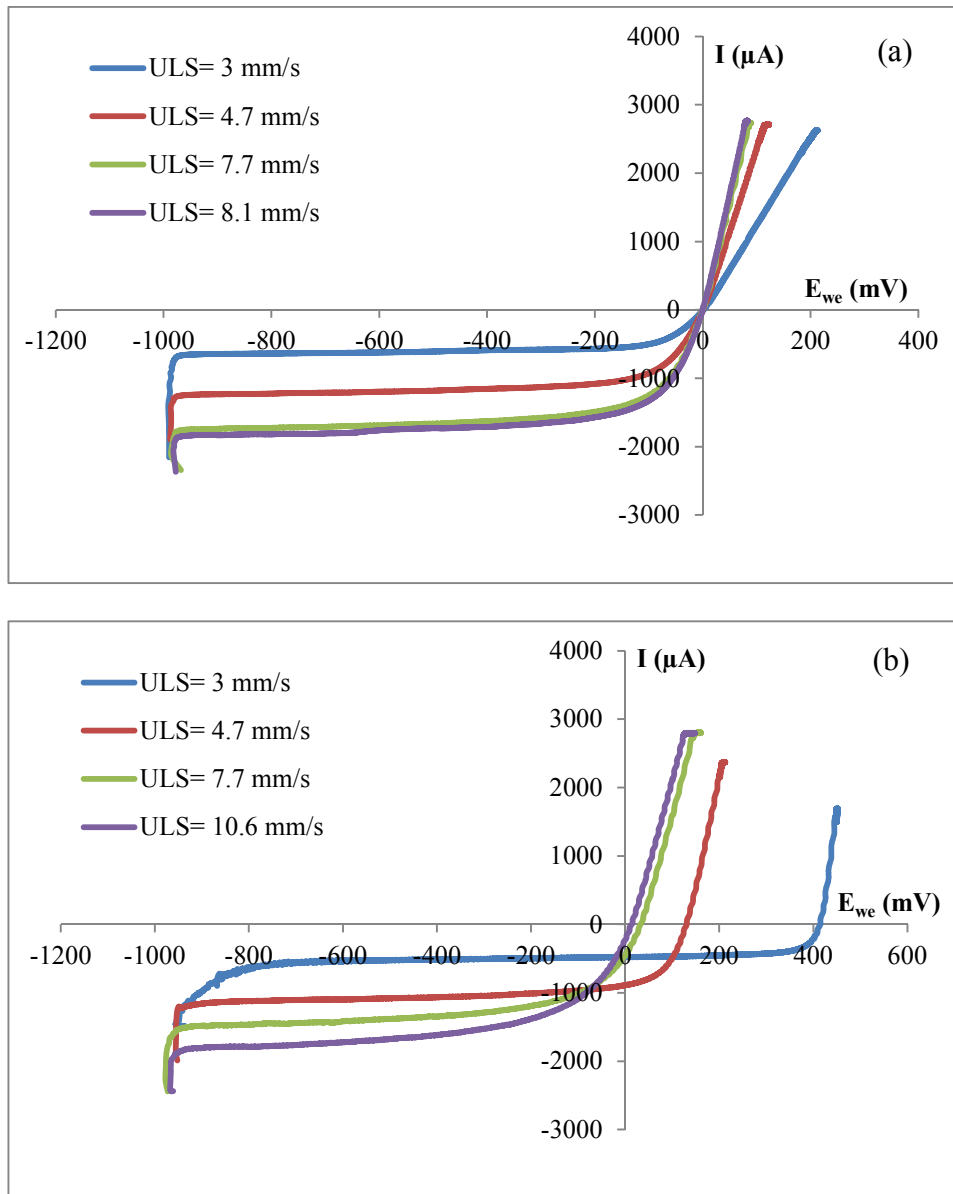 4000
I (µA)
(a)
ULS= 3 mm/s
3000
ULS= 4.7 mm/s
2000
ULS= 7.7 mm/s
ULS= 8.1 mm/s
1000
0
E_we (mV)
-1200 -1000 -800 -600 -400 -200 0 200 400
-1000
-2000
-3000
4000
I (µA)
(b)
ULS= 3 mm/s
3000
ULS= 4.7 mm/s
2000
ULS= 7.7 mm/s
ULS= 10.6 mm/s
1000
0
E_we (mV)
-1200 -1000 -800 -600 -400 -200 0 200 400 600
-1000
-2000
-3000